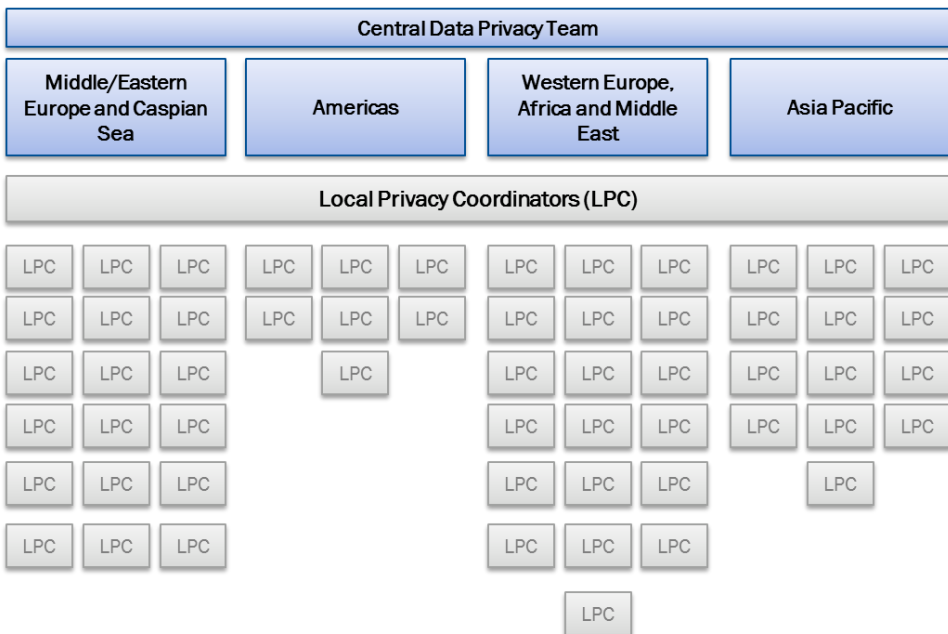 Central Data Privacy Team
Middle/Eastern
Europe and Caspian
Sea
Americas
Western Europe,
Africa and Middle
East
Asia Pacific
Local Privacy Coordinators (LPC)
LPC LPC LPC LPC LPC LPC LPC LPC LPC LPC LPC LPC
LPC LPC LPC LPC LPC LPC LPC LPC LPC LPC LPC LPC
LPC LPC LPC LPC LPC LPC LPC LPC LPC LPC
LPC LPC LPC LPC LPC LPC LPC LPC LPC
LPC LPC LPC LPC LPC LPC LPC
LPC LPC LPC LPC LPC LPC
LPC